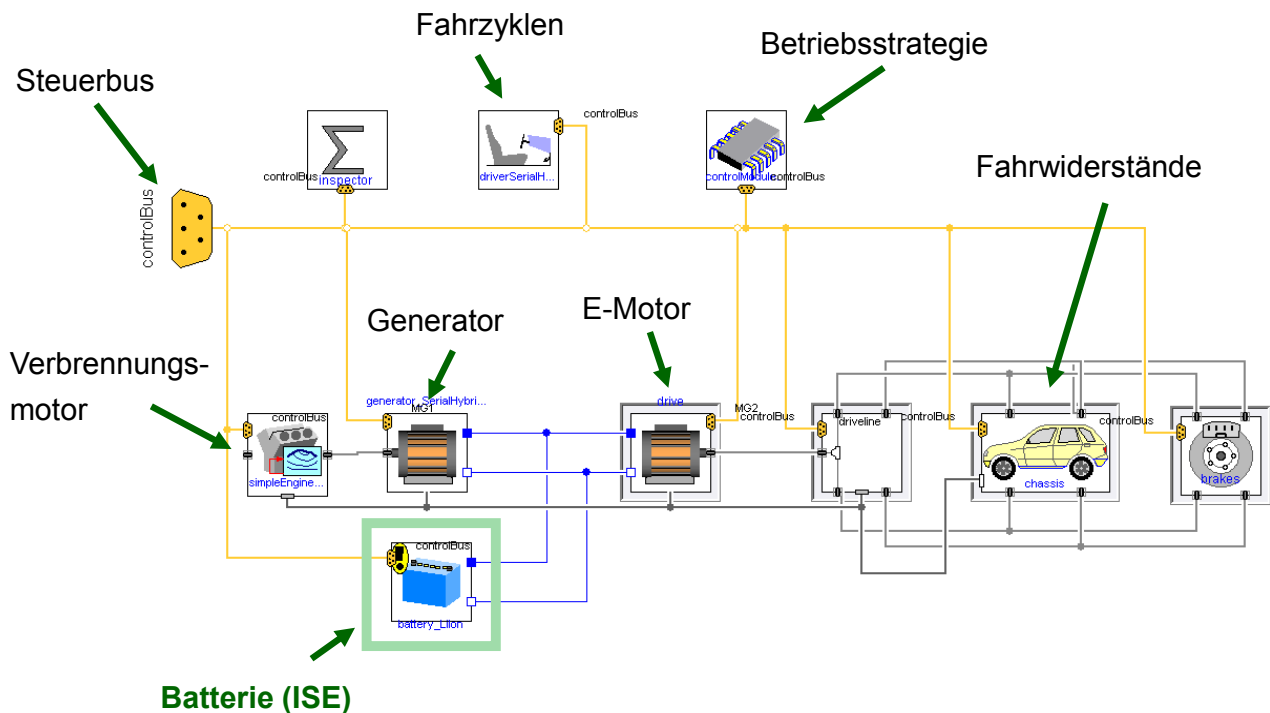 Fahrzyklen
Betriebsstrategie
Steuerbus
controlBus
controlBus
inspector
driverSerialH...
controlBus
controlModule
controlBus
Fahrwiderstände
controlBus
Generator
E-Motor
Verbrennungs-
motor
generator_SerialHybri...
MG1
drive
MG2
controlBus
controlBus
driveline
controlBus
controlBus
simpleEngine...
chassis
brakes
controlBus
battery_LiIon
Batterie (ISE)